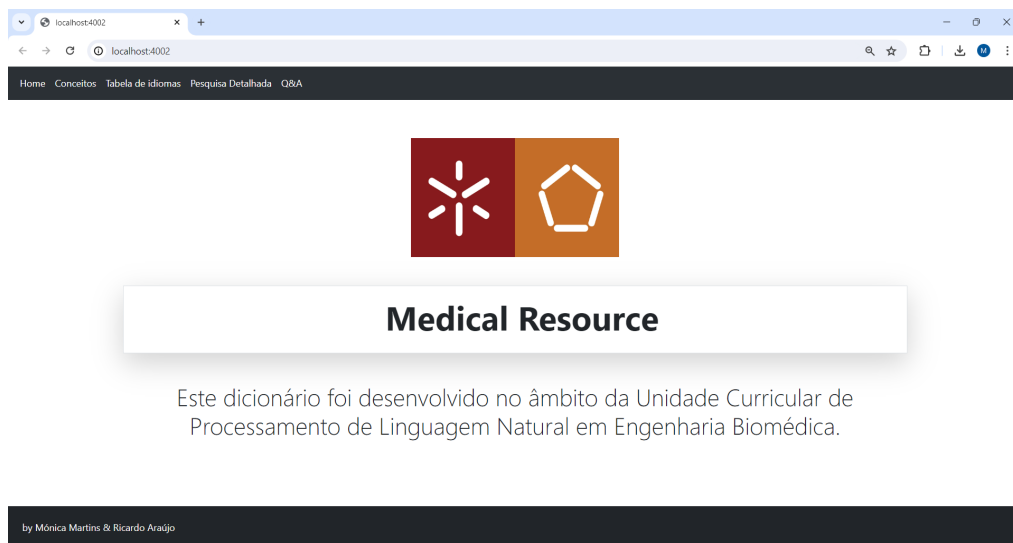 localhost:4002
localhost:4002
M
Home Conceitos Tabela de idiomas Pesquisa Detalhada Q&A
Medical Resource
Este dicionário foi desenvolvido no âmbito da Unidade Curricular de
Processamento de Linguagem Natural em Engenharia Biomédica.
by Mónica Martins & Ricardo Araújo